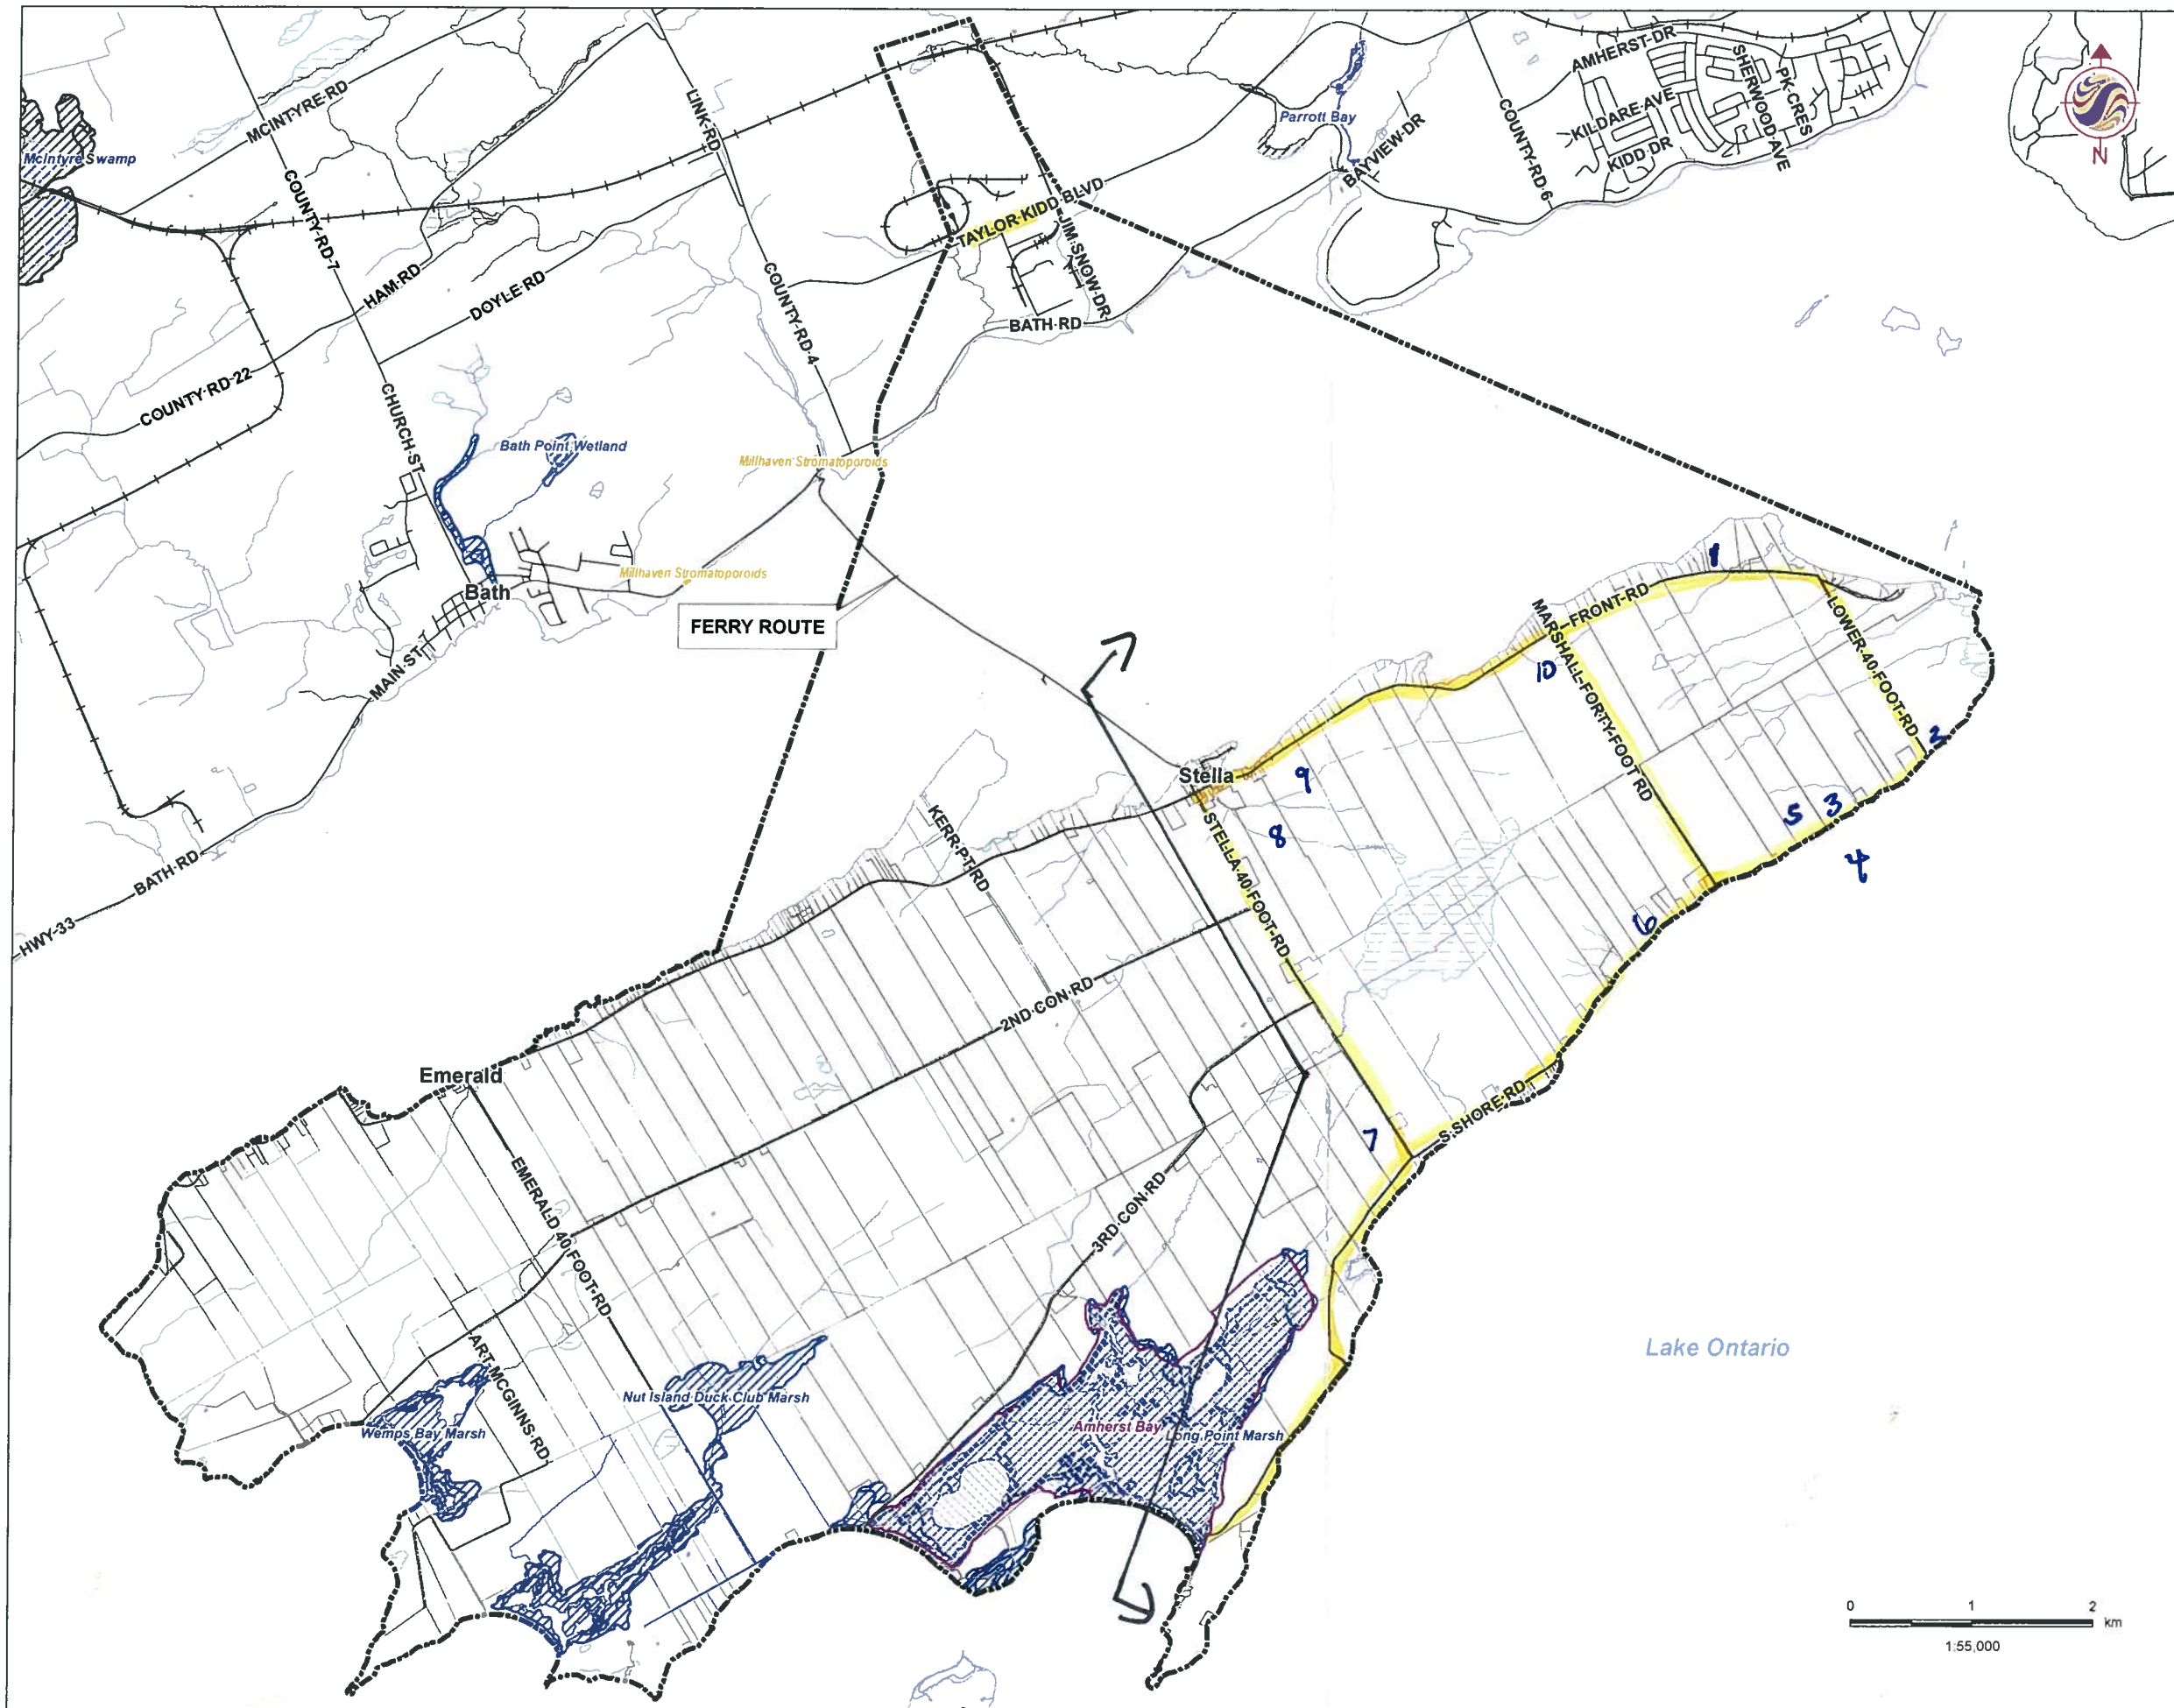 AMHERST DR
SHERWOOD AVE
PK CRES
MCINTYRE RD
LINK RD
KILDARE AVE
KIDD DR
COUNTY RD 6
Parrott Bay
BAYVIEW DR
McIntyre Swamp
N
COUNTY RD 7
TAYLOR KIDD BLVD
JIM SNOW DR
HAM RD
DOYLE RD
COUNTY RD 4
BATH RD
COUNTY RD 22
CHURCH ST
Bath Point Wetland
Millhaven Stromatoporoids
Millhaven Stromatoporoids
Bath
FERRY ROUTE
MAIN ST
1
FRONT RD
LOWER 40 FOOT RD
MARSHALL FORTY FOOT RD
10
2
Stella
9
8
5
3
4
STELLA 40 FOOT RD
KERR PT RD
BATH RD
HWY 33
6
2ND CON RD
Emerald
S SHORE RD
7
EMERALD 40 FOOT RD
3RD CON RD
ART MCGINNS RD
Nut Island Duck Club Marsh
Wemps Bay Marsh
Amherst Bay
Long Point Marsh
Lake Ontario
0 1 2
km
1:55,000